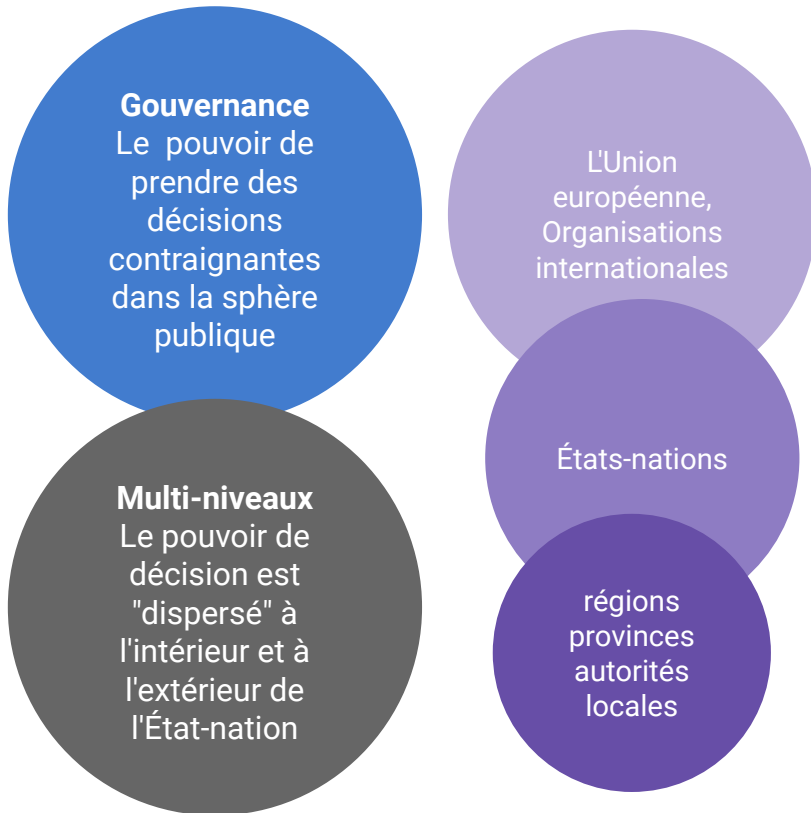 Gouvernance
Le pouvoir de
prendre des
décisions
contraignantes
dans la sphère
publique
Multi-niveaux
Le pouvoir de
décision est
"dispersé" à
l'intérieur et à
l'extérieur de
l'État-nation
L'Union
européenne,
Organisations
internationales
États-nations
régions
provinces
autorités
locales